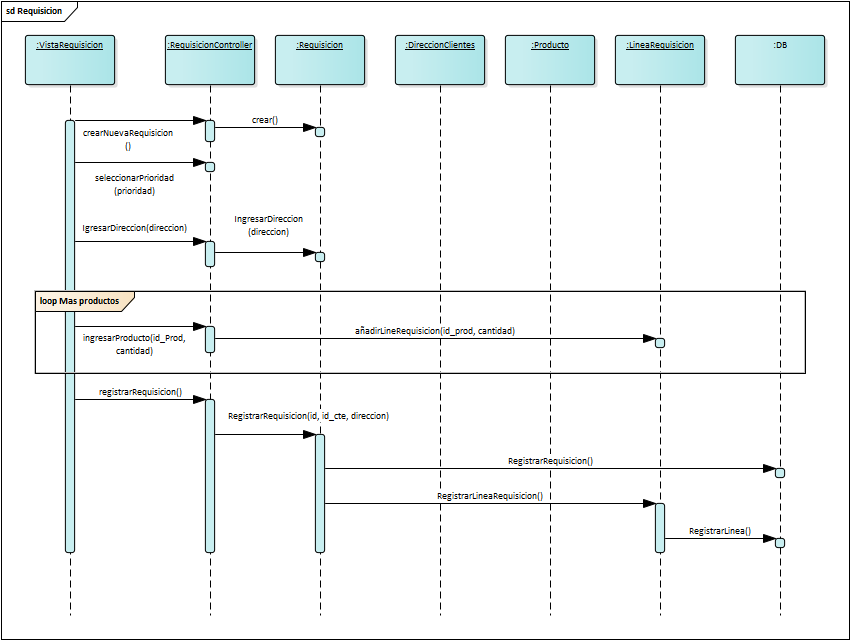 sd Requisicion
:VistaRequisicion
:RequisicionController
:Requisicion
:DireccionClientes
:Producto
:LineaRequisicion
:DB
crearNuevaRequisicion
()
crear()
seleccionarPrioridad
(prioridad)
IgresarDireccion(direccion)
IngresarDireccion
(direccion)
loop Mas productos
ingresarProducto(id_Prod,
cantidad)
añadirLineRequisicion(id_prod, cantidad)
registrarRequisicion()
RegistrarRequisicion(id, id_cte, direccion)
RegistrarRequisicion()
RegistrarLineaRequisicion()
RegistrarLinea()